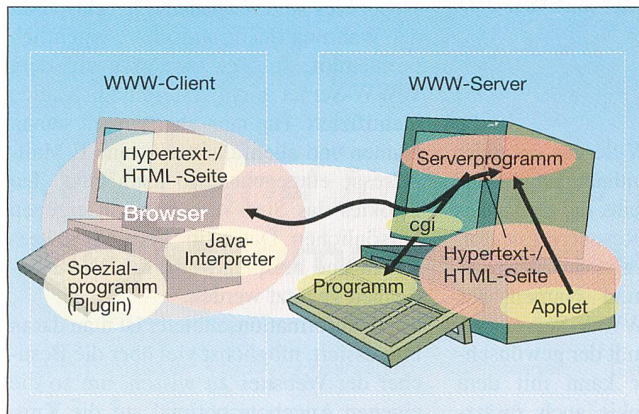 WWW-Client
Hypertext-/
HTML-Seite
Browser
Java-
Interpreter
Spezial-
programm
(Plugin)
WWW-Server
Serverprogramm
cgi
Hypertext-/
HTML-Seite
Programm
Applet